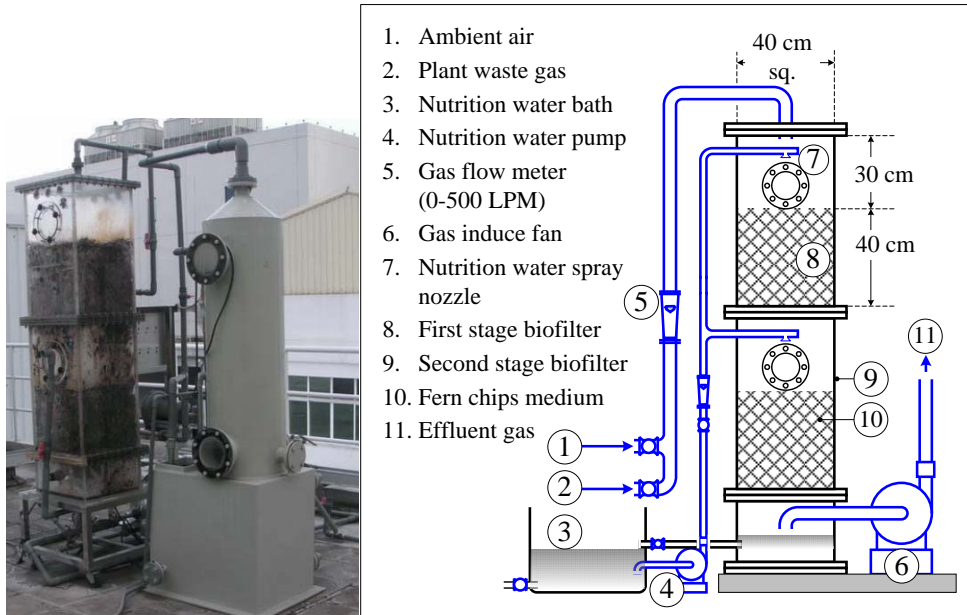 1. Ambient air
2. Plant waste gas
3. Nutrition water bath
4. Nutrition water pump
5. Gas flow meter
(0-500 LPM)
6. Gas induce fan
7. Nutrition water spray
nozzle
8. First stage biofilter
9. Second stage biofilter
10. Fern chips medium
11. Effluent gas
40 cm
sq.
7
30 cm
40 cm
8
5
11
9
10
1
2
3
4
6